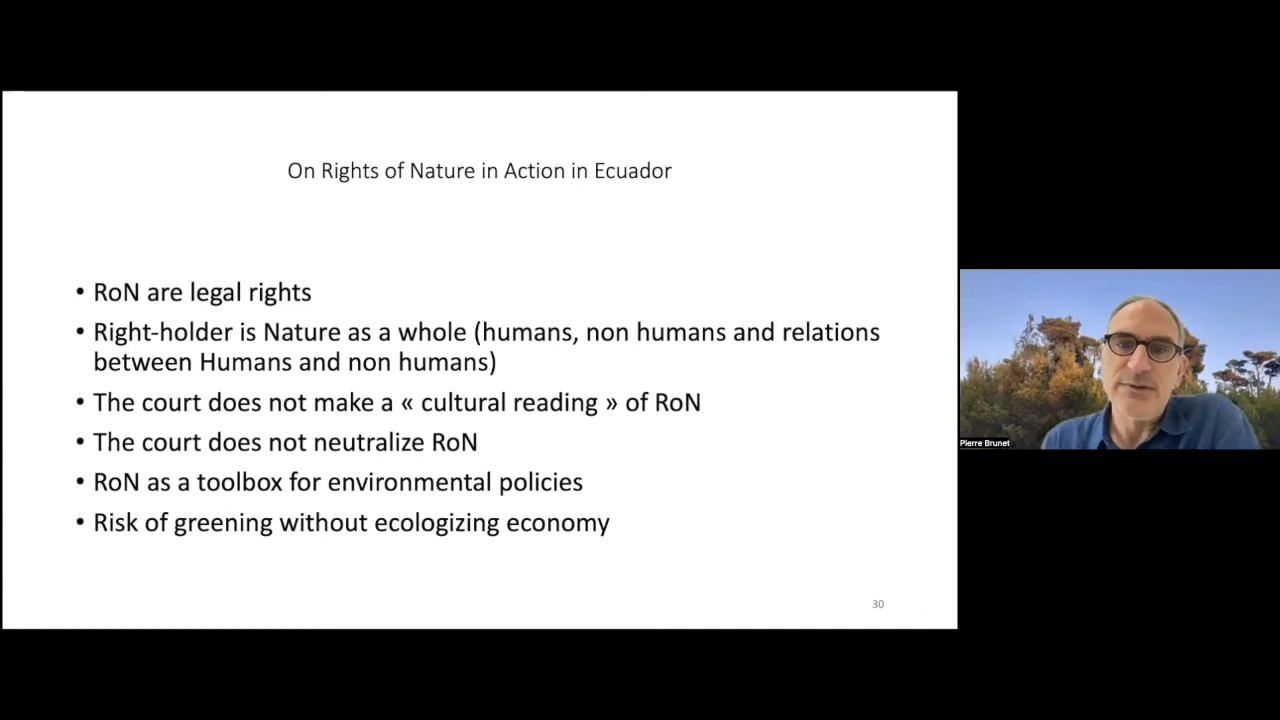 On Rights of Nature in Action in Ecuador
• RoN are legal rights
• Right-holder is Nature as a whole (humans, non humans and relations
between Humans and non humans)
• The court does not make a « cultural reading » of RoN
• The court does not neutralize RoN
• RoN as a toolbox for environmental policies
• Risk of greening without ecologizing economy
30
Pierre Brunet